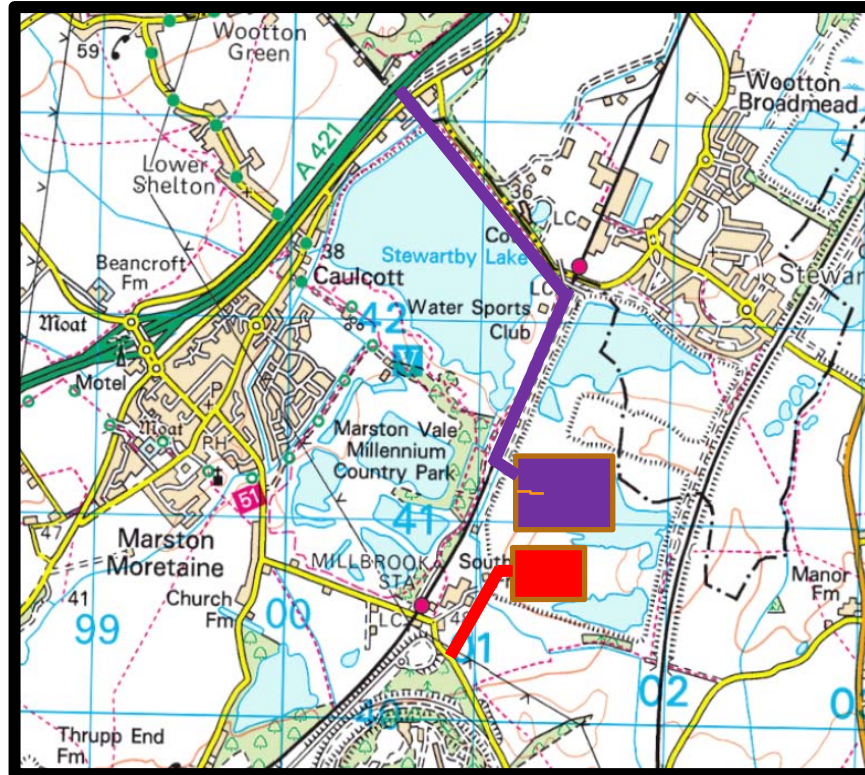 Wootton
Green
59
40
Wootton
Broadmead
A 421
Lower
Shelton
36
LC
Stewartby Lake
38
Caulcott
Beancroft
Fm
LC
Stewar
Water Sports
Club
42
Moat
V
Motel
P
Moat
PH
Marston Vale
Millennium
Country Park
51
41
47
Marston
Moretaine
MILLBROOK
STA
South
Manor
Fm
41
Church
Fm
00
LC
99
02
40
Thrupp End
Fm